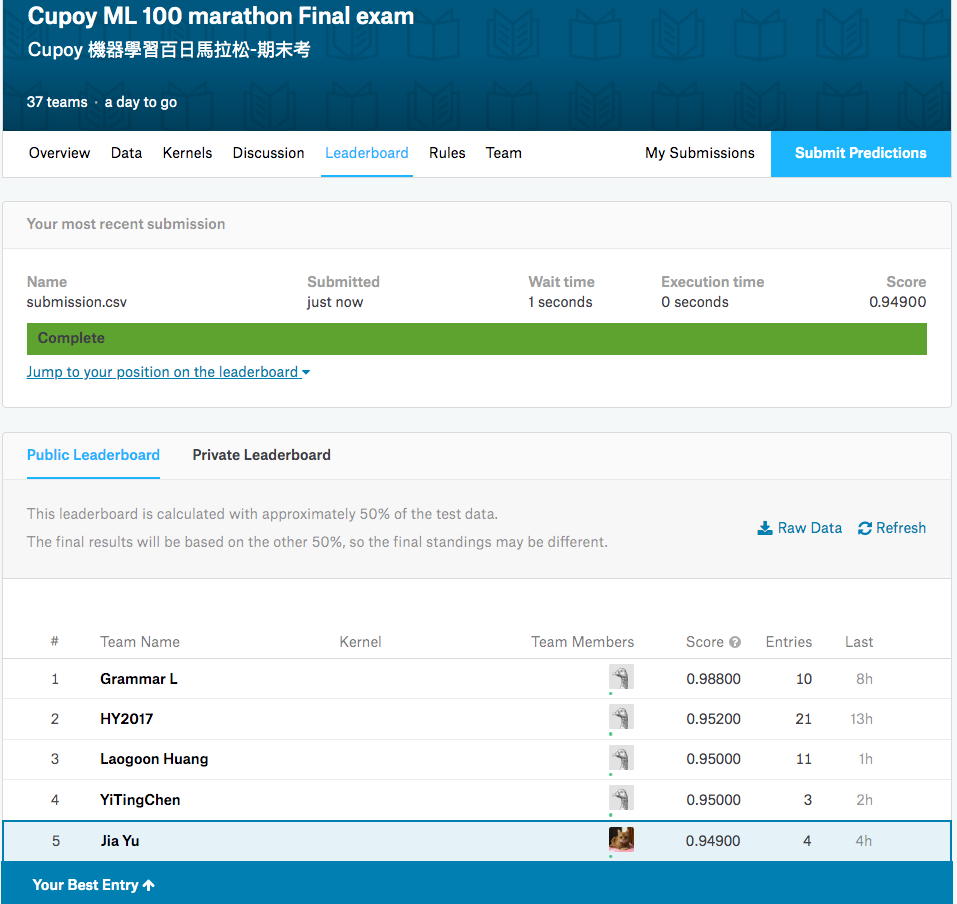 Cupoy ML 100 marathon Final exam
Cupoy 機器學習百日馬拉松-期末考
37 teams · a day to go
Overview Data Kernels Discussion Leaderboard Rules Team My Submissions Submit Predictions
Your most recent submission
Name Submitted Wait time Execution time Score
submission.csv just now 1 seconds 0 seconds 0.94900
Complete
Jump to your position on the leaderboard
Public Leaderboard Private Leaderboard
This leaderboard is calculated with approximately 50% of the test data.
The final results will be based on the other 50%, so the final standings may be different.
Raw Data Refresh
# Team Name Kernel Team Members Score ? Entries Last
1 Grammar L 0.98800 10 8h
2 HY2017 0.95200 21 13h
3 Laogoon Huang 0.95000 11 1h
4 YiTingChen 0.95000 3 2h
5 Jia Yu 0.94900 4 4h
Your Best Entry